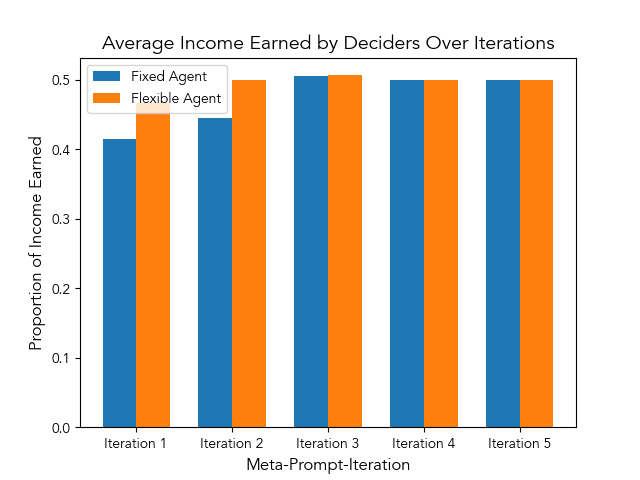 Average Income Earned by Deciders Over Iterations
Fixed Agent
Flexible Agent
Proportion of Income Earned
0.5
0.4
0.3
0.2
0.1
0.0
Iteration 1 Iteration 2 Iteration 3 Iteration 4 Iteration 5
Meta-Prompt-Iteration